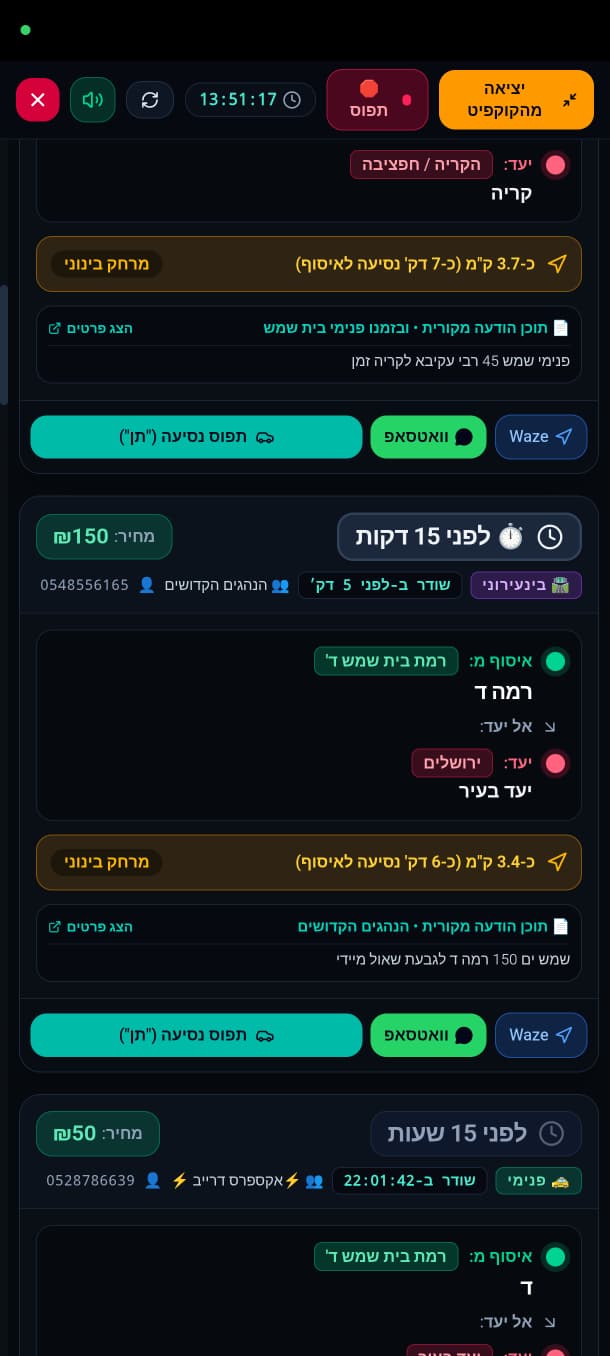 יציאה
מהקוקפיט
תפוס
13:51:17
יעד: הקריה / חפציבה
קריה
כ-3.7 ק"מ (כ-7 דק' נסיעה לאיסוף) מרחק בינוני
תוכן הודעה מקורית • ובזמנו פנימי בית שמש הצג פרטים
פנימי שמש 45 רבי עקיבא לקריה זמן
Waze וואטסאפ תפוס נסיעה ("תן")
לפני 15 דקות מחיר: ₪150
בינעירוני שודר ב-לפני 5 דק׳ הנהגים הקדושים 0548556165
איסוף מ: רמת בית שמש ד'
רמה ד
אל יעד:
יעד: ירושלים
יעד בעיר
כ-3.4 ק"מ (כ-6 דק' נסיעה לאיסוף) מרחק בינוני
תוכן הודעה מקורית • הנהגים הקדושים הצג פרטים
שמש ים 150 רמה ד לגבעת שאול מיידי
Waze וואטסאפ תפוס נסיעה ("תן")
לפני 15 שעות מחיר: ₪50
פנימי שודר ב-22:01:42 ⚡אקספרס דרייב ⚡ 0528786639
איסוף מ: רמת בית שמש ד'
ד
אל יעד:
יעד: יעד בעיר